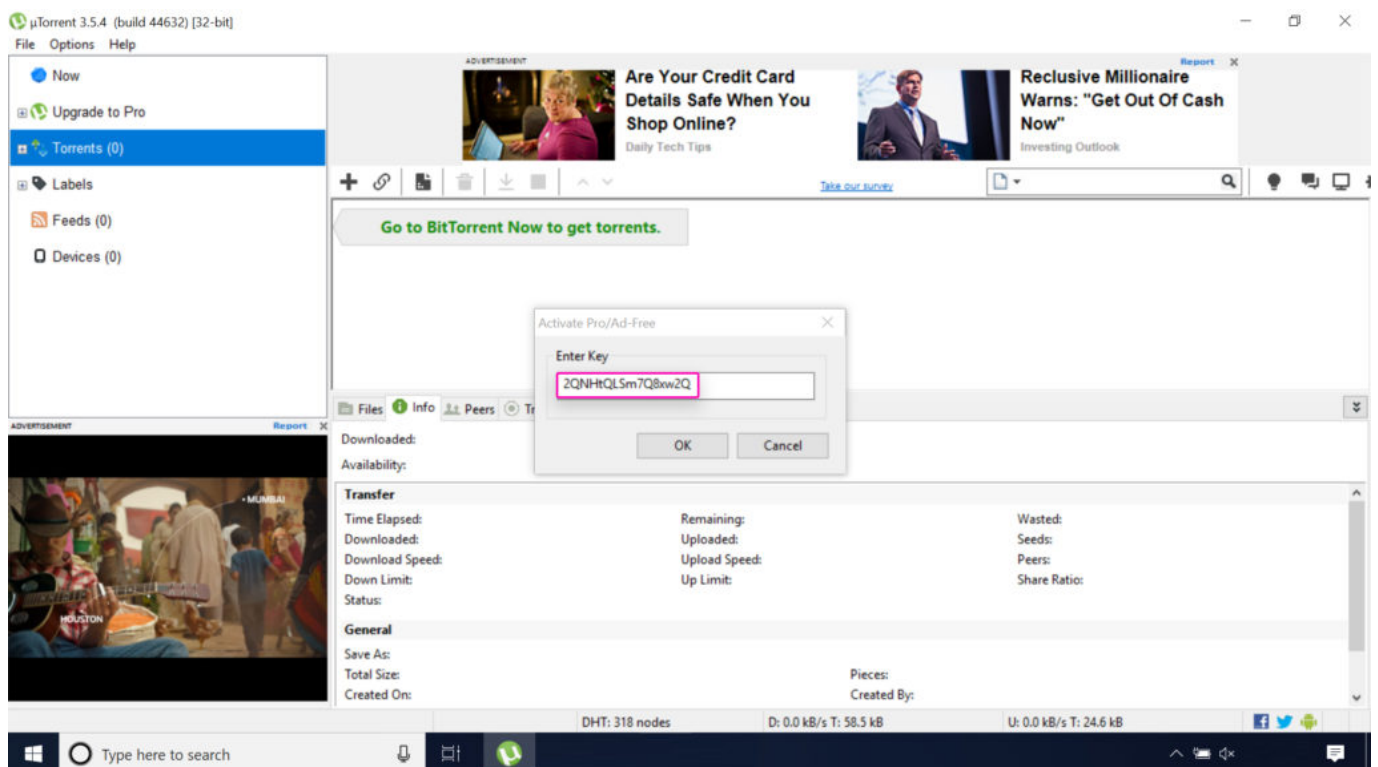 µTorrent 3.5.4 (build 44632) [32-bit]
File Options Help
Now
Upgrade to Pro
Torrents (0)
Labels
Feeds (0)
Devices (0)
ADVERTISEMENT
Report X
Are Your Credit Card
Details Safe When You
Shop Online?
Daily Tech Tips
Reclusive Millionaire
Warns: "Get Out Of Cash
Now"
Investing Outlook
Take our survey
Go to BitTorrent Now to get torrents.
Activate Pro/Ad-Free
Enter Key
2QNHtQLSm7Q8xw2Q
OK Cancel
Files Info Peers Tr
Downloaded:
Availability:
Transfer
Time Elapsed: Remaining: Wasted:
Downloaded: Uploaded: Seeds:
Download Speed: Upload Speed: Peers:
Down Limit: Up Limit: Share Ratio:
Status:
General
Save As:
Total Size: Pieces:
Created On: Created By:
ADVERTISEMENT
Report X
MUMBAI
HOUSTON
DHT: 318 nodes D: 0.0 kB/s T: 58.5 kB U: 0.0 kB/s T: 24.6 kB
Type here to search